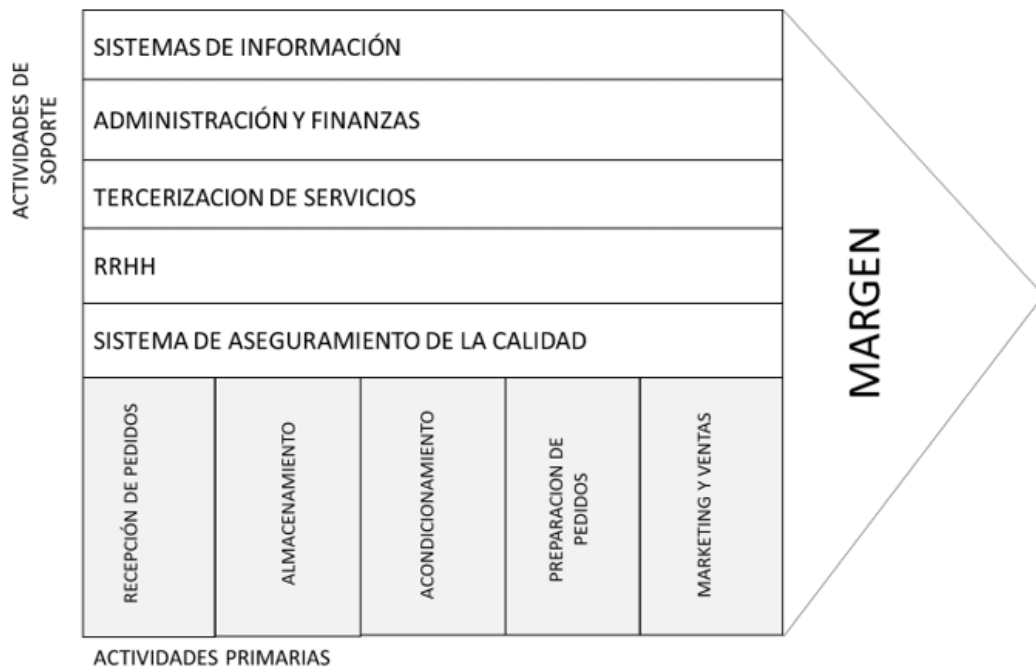 ACTIVIDADES DE
SOPORTE
SISTEMAS DE INFORMACIÓN
ADMINISTRACIÓN Y FINANZAS
TERCERIZACION DE SERVICIOS
RRHH
SISTEMA DE ASEGURAMIENTO DE LA CALIDAD
RECEPCIÓN DE PEDIDOS
ALMACENAMIENTO
ACONDICIONAMIENTO
PREPARACION DE
PEDIDOS
MARKETING Y VENTAS
MARGEN
ACTIVIDADES PRIMARIAS